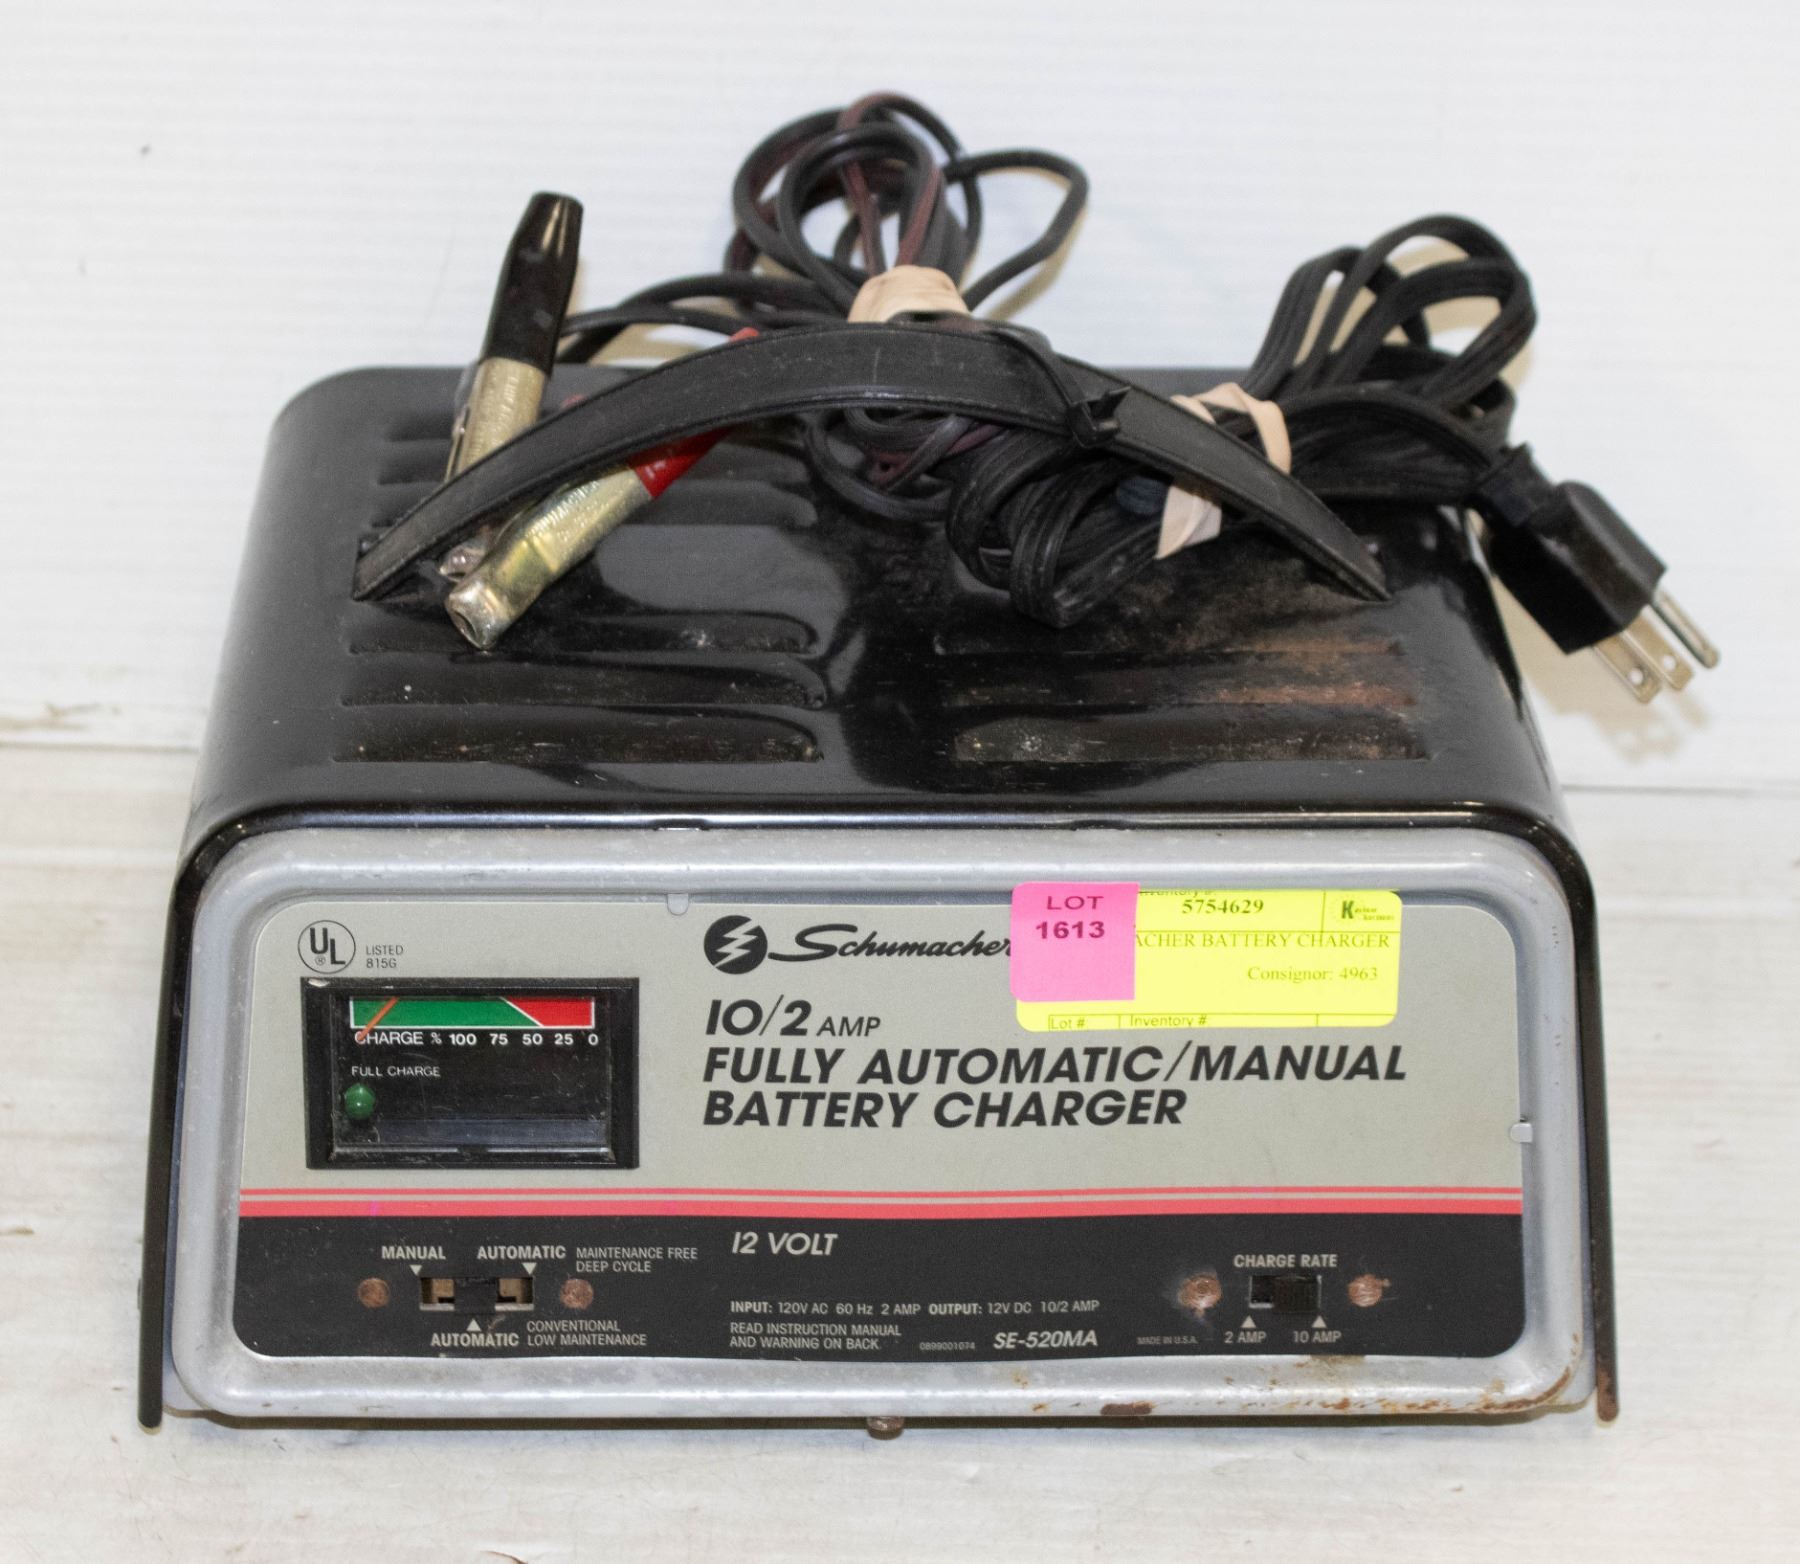 UL
®
LISTED
815G
CHARGE % 100 75 50 25 0
FULL CHARGE
Schumacher
LOT
1613
5754629
K
ACHER BATTERY CHARGER
Consignor: 4963
Lot # Inventory #
10/2 AMP
FULLY AUTOMATIC/MANUAL
BATTERY CHARGER
MANUAL AUTOMATIC MAINTENANCE FREE
DEEP CYCLE
AUTOMATIC CONVENTIONAL
LOW MAINTENANCE
12 VOLT
INPUT: 120V AC 60 Hz 2 AMP OUTPUT: 12V DC 10/2 AMP
READ INSTRUCTION MANUAL
AND WARNING ON BACK
0899001074 SE-520MA MADE IN U.S.A.
CHARGE RATE
2 AMP 10 AMP